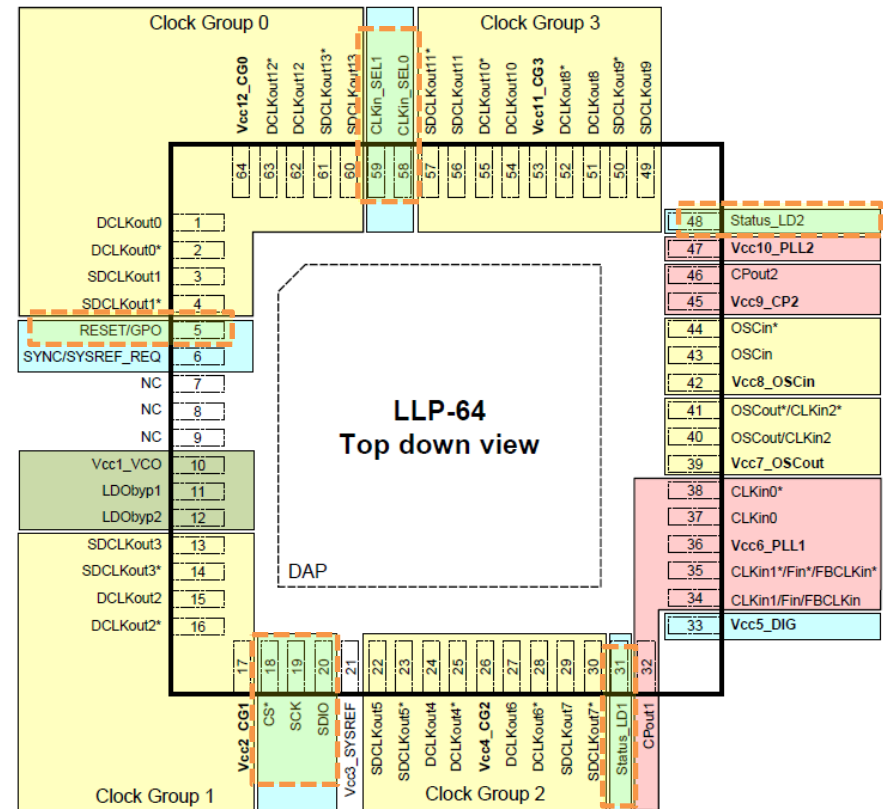 Clock Group 0
Clock Group 3
Vcc12_CG0
DCLKout12*
DCLKout12
SDCLKout13*
SDCLKout13
CLKin_SEL1
CLKin_SEL0
SDCLKout11*
SDCLKout11
DCLKout10*
DCLKout10
Vcc11_CG3
DCLKout8*
DCLKout8
SDCLKout9*
SDCLKout9
64
63
62
61
60
59
58
57
56
55
54
53
52
51
50
49
DCLKout0 1
DCLKout0* 2
SDCLKout1 3
SDCLKout1* 4
RESET/GPO 5
SYNC/SYSREF_REQ 6
NC 7
NC 8
NC 9
Vcc1_VCO 10
LDObyp1 11
LDObyp2 12
SDCLKout3 13
SDCLKout3* 14
DCLKout2 15
DCLKout2* 16
LLP-64
Top down view
DAP
48 Status_LD2
47 Vcc10_PLL2
46 CPout2
45 Vcc9_CP2
44 OSCin*
43 OSCin
42 Vcc8_OSCin
41 OSCout*/CLKin2*
40 OSCout/CLKin2
39 Vcc7_OSCout
38 CLKin0*
37 CLKin0
36 Vcc6_PLL1
35 CLKin1*/Fin*/FBCLKin*
34 CLKin1/Fin/FBCLKin
33 Vcc5_DIG
17
18
19
20
21
22
23
24
25
26
27
28
29
30
31
32
Vcc2_CG1
CS*
SCK
SDIO
Vcc3_SYSREF
SDCLKout5
SDCLKout5*
DCLKout4
DCLKout4*
Vcc4_CG2
DCLKout6
DCLKout6*
SDCLKout7
SDCLKout7*
Status_LD1
CPout1
Clock Group 1
Clock Group 2